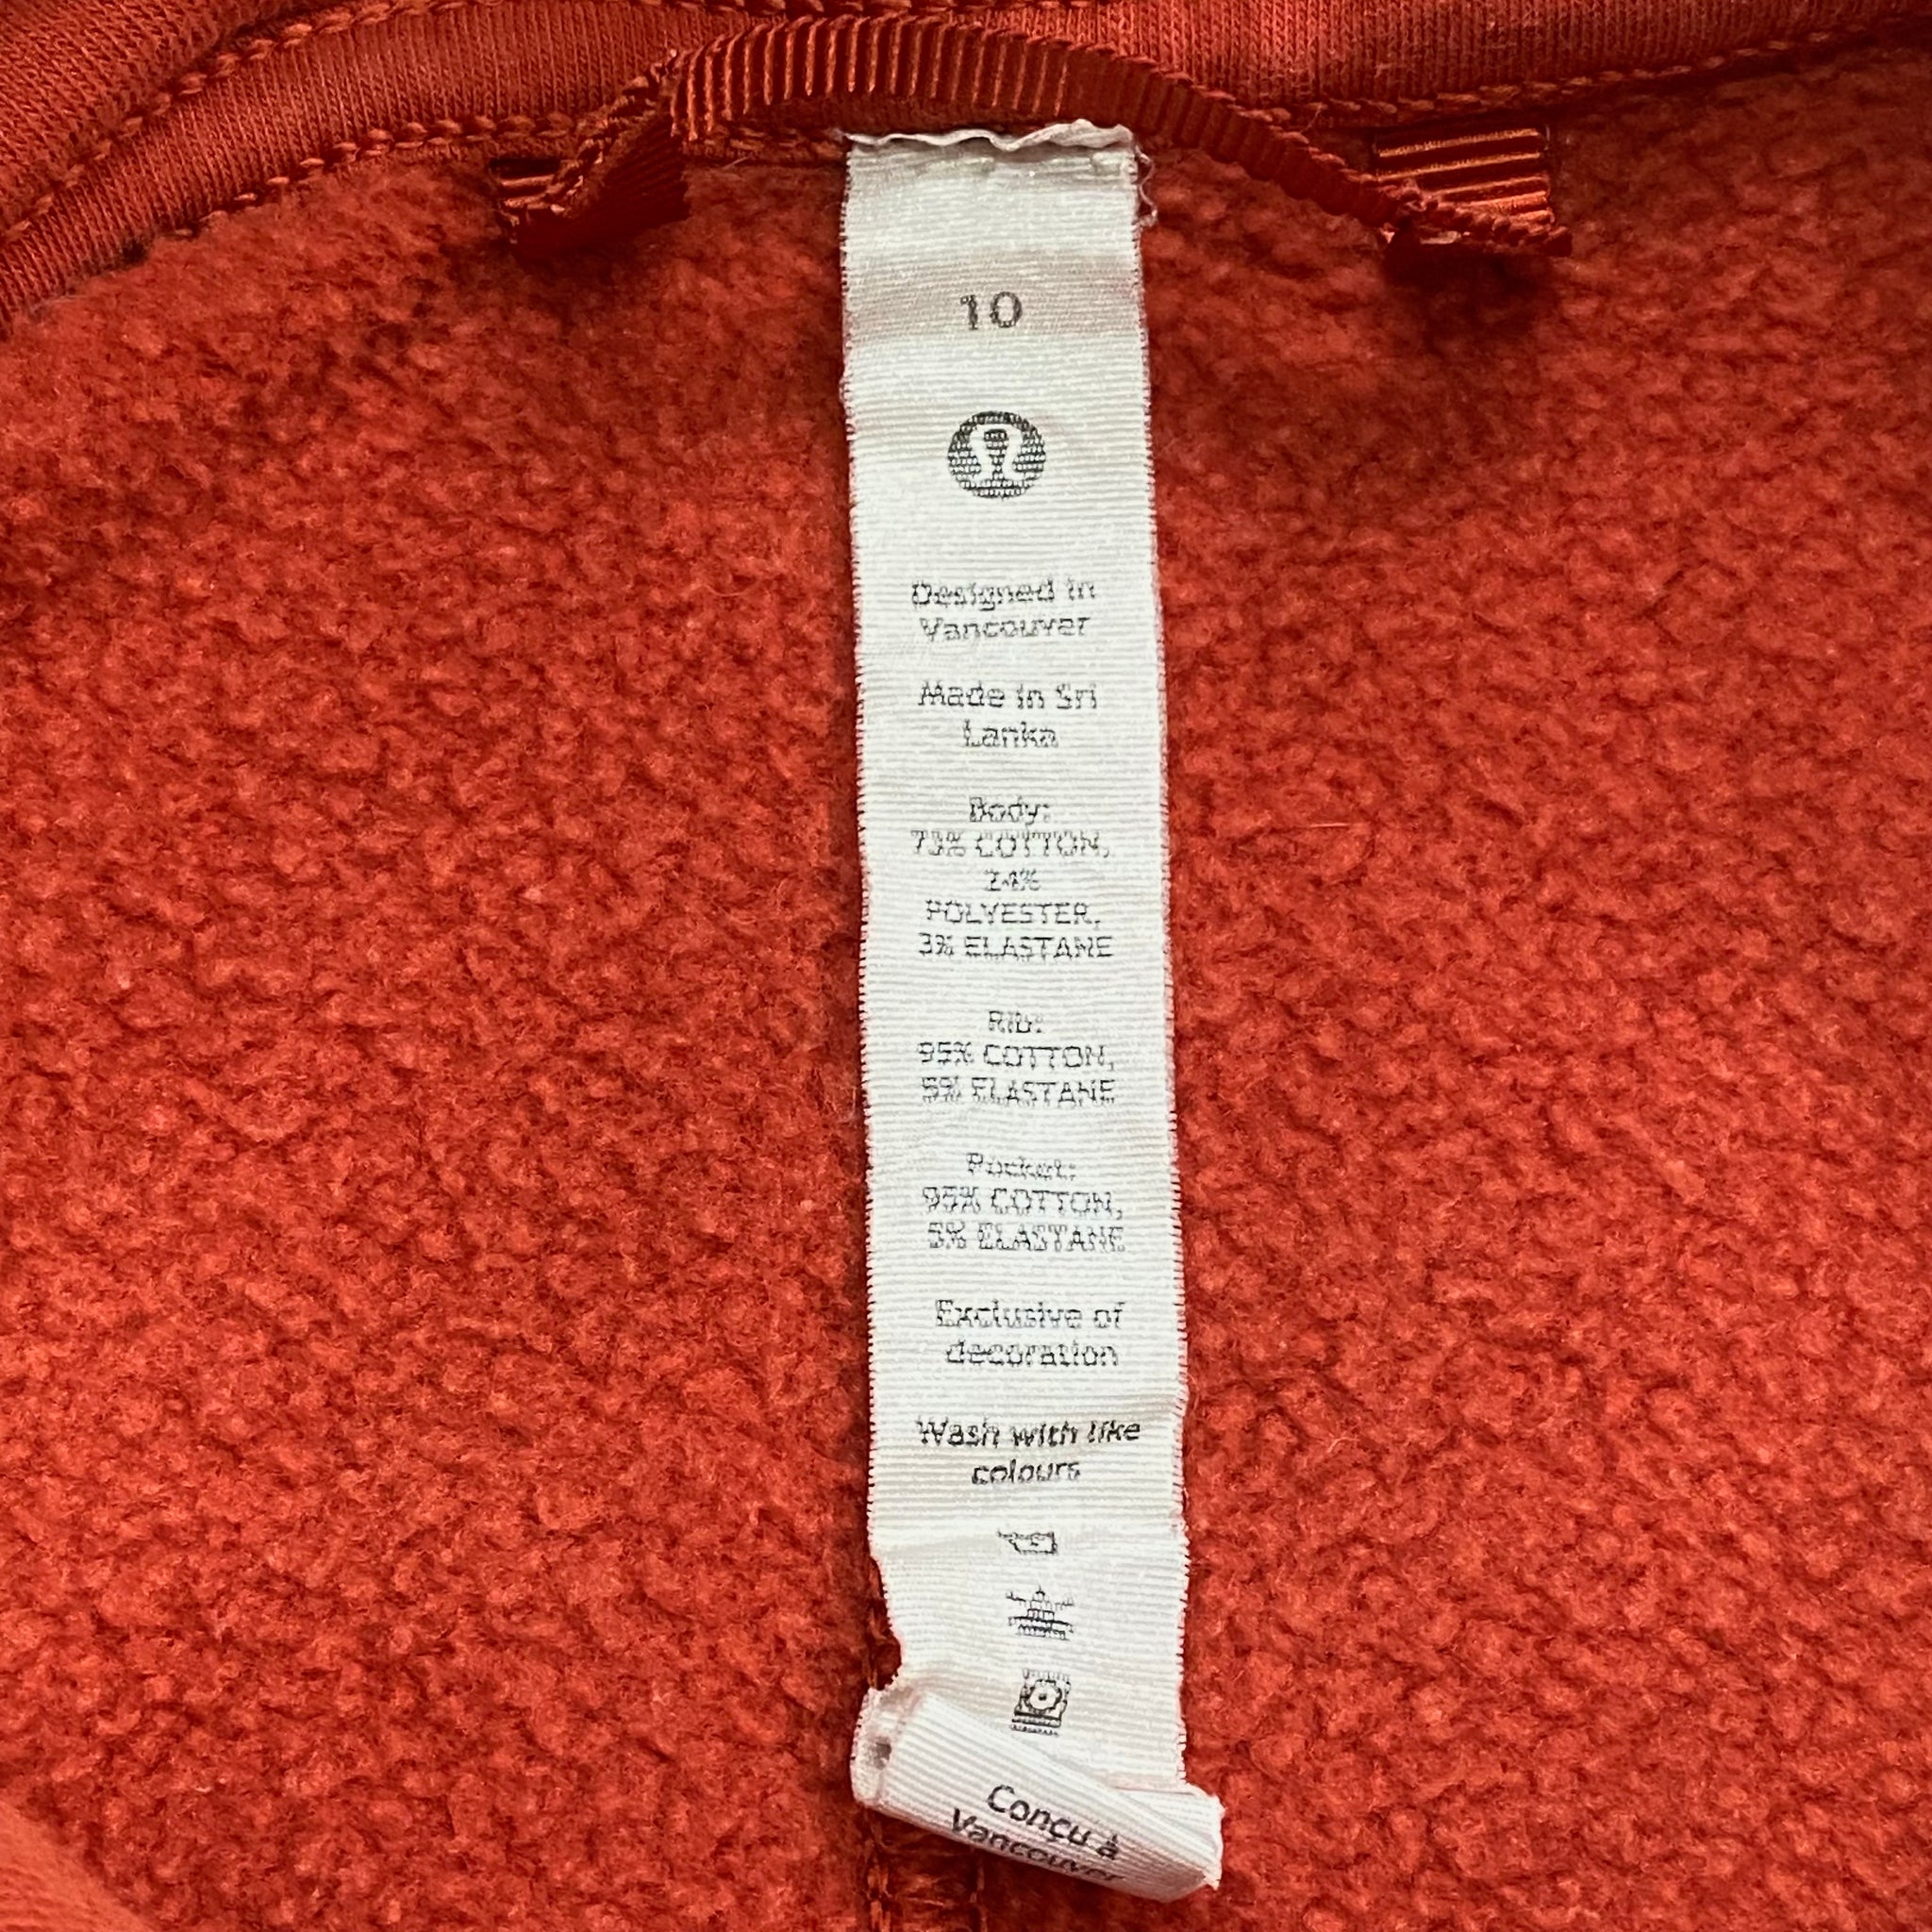 10
Designed in
Vancouver
Made in Sri
Lanka
Body:
73% COTTON,
24%
POLYESTER,
3% ELASTANE
Rib:
95% COTTON,
5% ELASTANE
Pocket:
95% COTTON,
5% ELASTANE
Exclusive of
decoration
Wash with like
colours
Conçu à
Vancouver